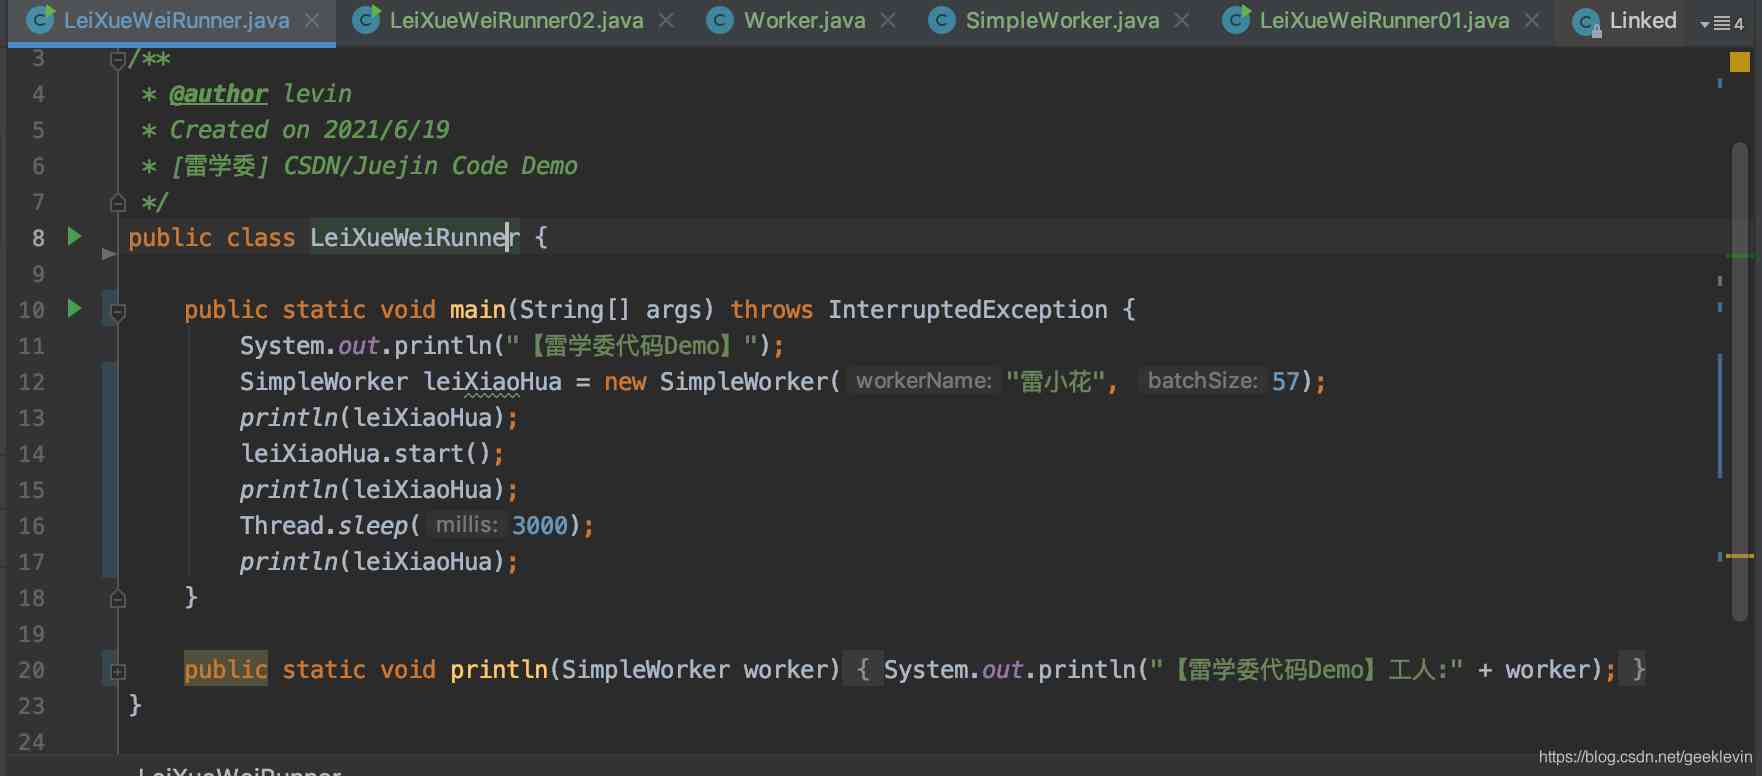 LeiXueWeiRunner.java LeiXueWeiRunner02.java Worker.java SimpleWorker.java LeiXueWeiRunner01.java Linked 4
3 /**
4 * @author levin
5 * Created on 2021/6/19
6 * [雷学委] CSDN/Juejin Code Demo
7 */
8 public class LeiXueWeiRunner {
9
10 public static void main(String[] args) throws InterruptedException {
11 System.out.println("【雷学委代码Demo】");
12 SimpleWorker leiXiaoHua = new SimpleWorker( workerName: "雷小花", batchSize: 57);
13 println(leiXiaoHua);
14 leiXiaoHua.start();
15 println(leiXiaoHua);
16 Thread.sleep( millis: 3000);
17 println(leiXiaoHua);
18 }
19
20 public static void println(SimpleWorker worker) { System.out.println("【雷学委代码Demo】工人:" + worker); }
23 }
24
https://blog.csdn.net/geeklevin
LeiXueWeiRunner